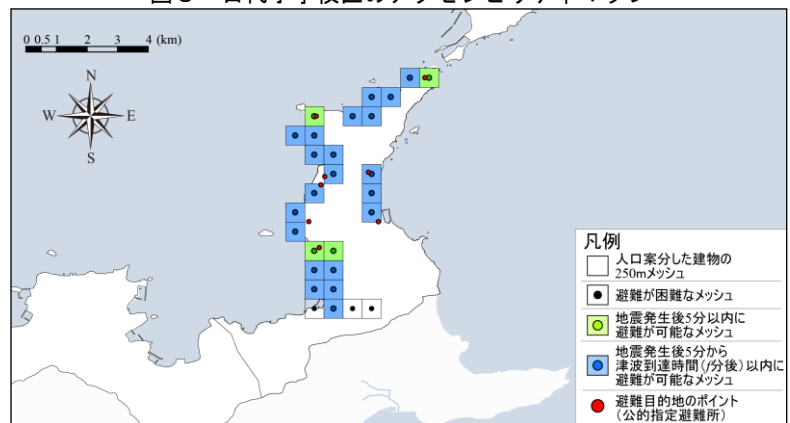 0 0.5 1 2 3 4 (km)
N
W E
S
凡例
人口案分した建物の
250mメッシュ
避難が困難なメッシュ
地震発生後5分以内に
避難が可能なメッシュ
地震発生後5分から
津波到達時間(f分後)以内に
避難が可能なメッシュ
避難目的地のポイント
(公的指定避難所)